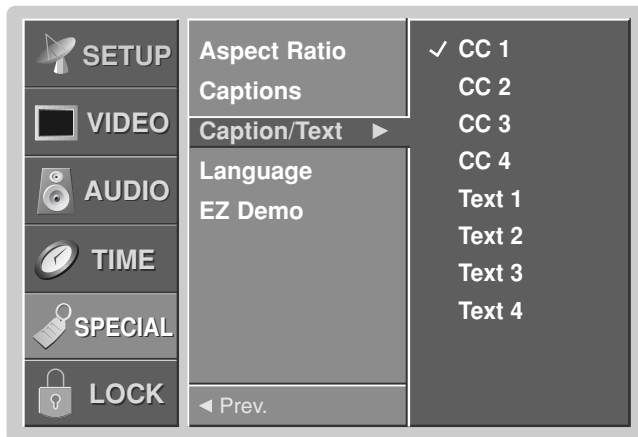 SETUP
VIDEO
AUDIO
TIME
SPECIAL
LOCK
Aspect Ratio
Captions
Caption/Text ►
Language
EZ Demo
◄ Prev.
✓ CC 1
CC 2
CC 3
CC 4
Text 1
Text 2
Text 3
Text 4